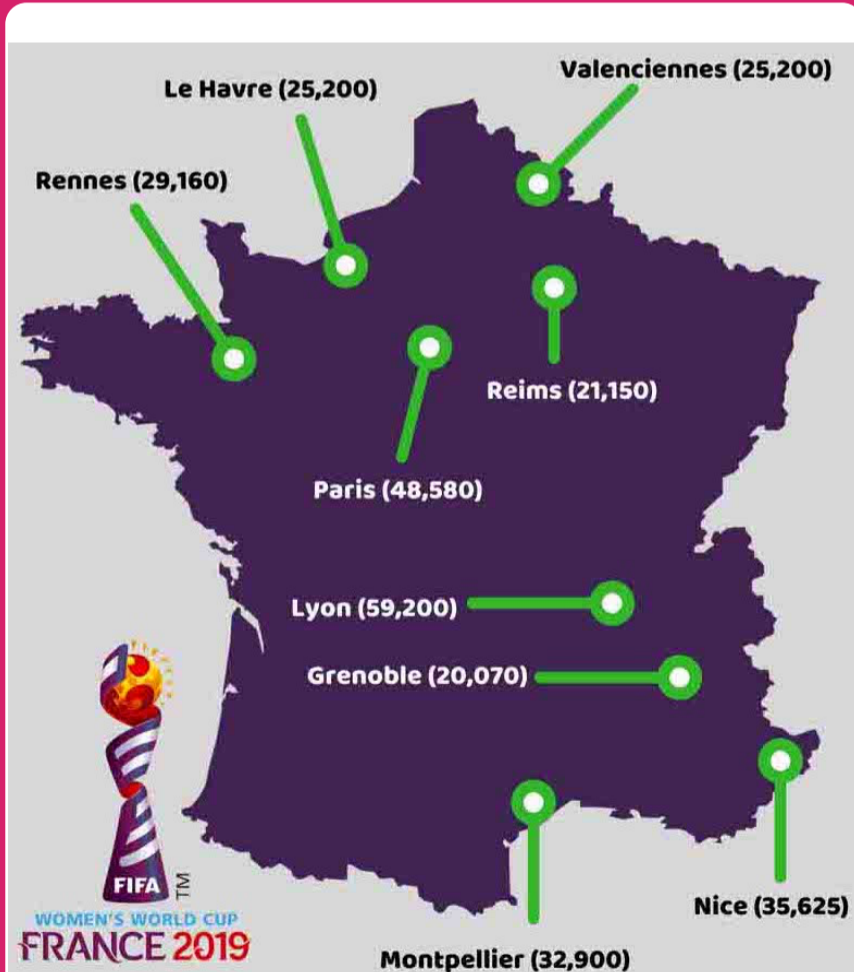 Valenciennes (25,200)
Le Havre (25,200)
Rennes (29,160)
Reims (21,150)
Paris (48,580)
Lyon (59,200)
Grenoble (20,070)
Nice (35,625)
Montpellier (32,900)
FIFA
TM
WOMEN'S WORLD CUP
FRANCE 2019